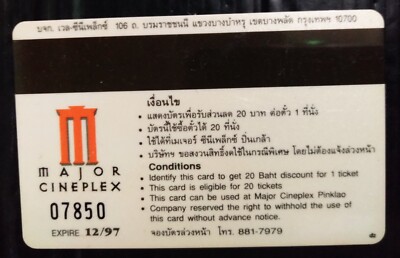 บจก. เวล-ซีนีเพล็กซ์ 106 ถ. บรมราชชนนี แขวงบางบำหรุ เขตบางพลัด กรุงเทพฯ 10700
เงื่อนไข
• แสดงบัตรเพื่อรับส่วนลด 20 บาท ต่อตั๋ว 1 ที่นั่ง
• บัตรนี้ใช้ซื้อตั๋วได้ 20 ที่นั่ง
• ใช้ได้ที่เมเจอร์ ซีนีเพล็กซ์ ปิ่นเกล้า
• บริษัทฯ ขอสงวนสิทธิ์งดใช้ในกรณีพิเศษ โดยไม่ต้องแจ้งล่วงหน้า
Conditions
• Identify this card to get 20 Baht discount for 1 ticket
• This card is eligible for 20 tickets
• This card can be used at Major Cineplex Pinklao
• Company reserved the right to withhold the use of
this card without advance notice.
จองบัตรล่วงหน้า โทร. 881-7979
MAJOR
CINEPLEX
07850
EXPIRE 12/97